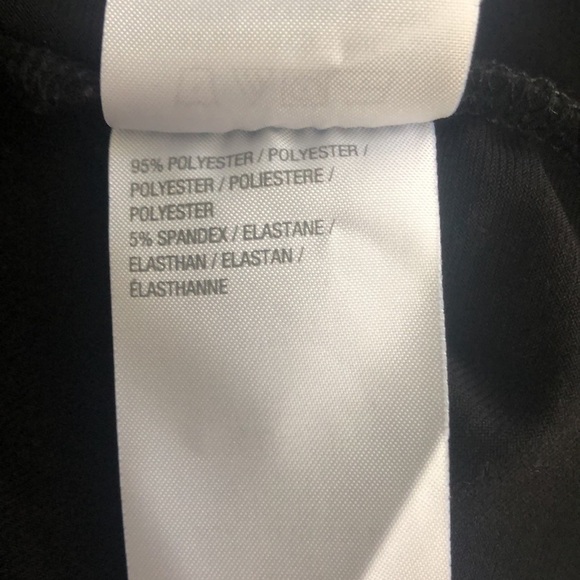 95% POLYESTER / POLYESTER /
POLYESTER / POLIESTERE /
POLYESTER
5% SPANDEX / ELASTANE /
ELASTHAN / ELASTAN /
ÉLASTHANNE